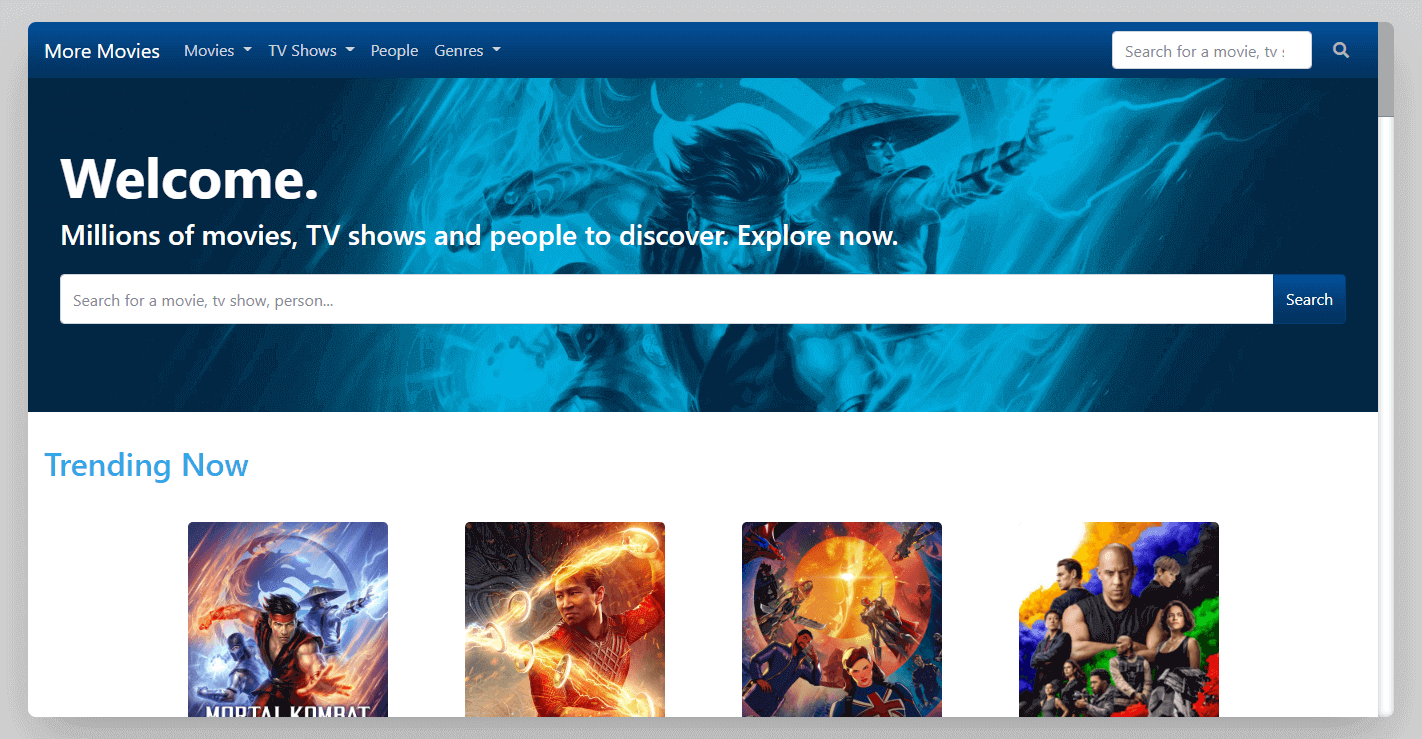 More Movies Movies TV Shows People Genres Search for a movie, tv
Welcome.
Millions of movies, TV shows and people to discover. Explore now.
Search for a movie, tv show, person... Search
Trending Now
MORTAL KOMBAT